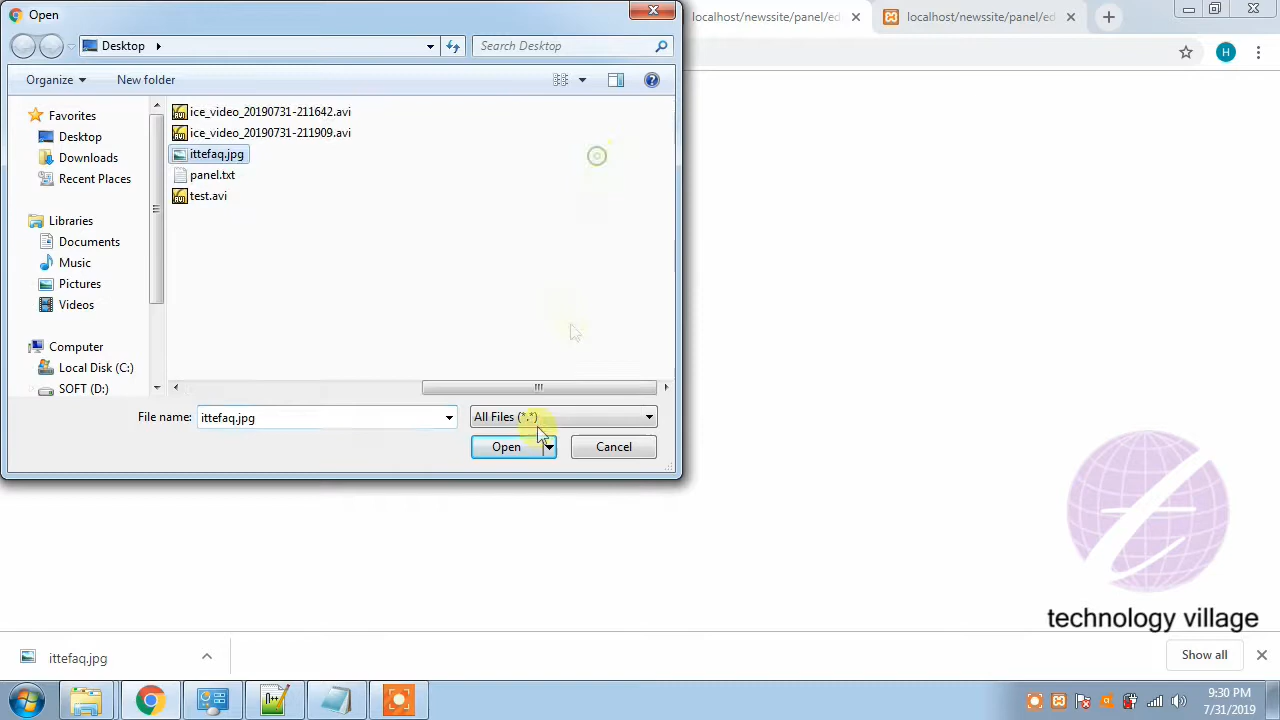 Open
localhost/newssite/panel/ed
localhost/newssite/panel/ed
Desktop
Search Desktop
H
Organize
New folder
Favorites
Desktop
Downloads
Recent Places
Libraries
Documents
Music
Pictures
Videos
Computer
Local Disk (C:)
SOFT (D:)
ice_video_20190731-211642.avi
ice_video_20190731-211909.avi
ittefaq.jpg
panel.txt
test.avi
File name:
ittefaq.jpg
All Files (*.*)
Open
Cancel
technology village
ittefaq.jpg
Show all
9:30 PM
7/31/2019